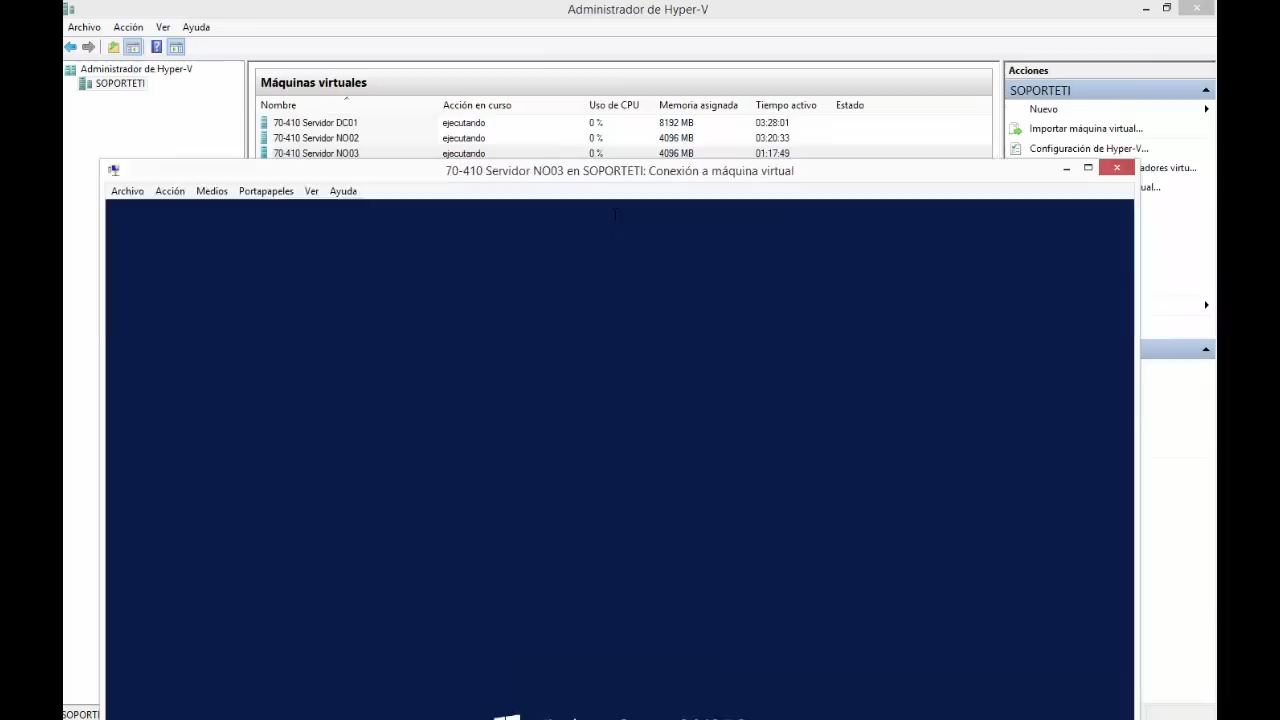 Administrador de Hyper-V
Archivo Acción Ver Ayuda
Administrador de Hyper-V
SOPORTETI
Máquinas virtuales
Nombre Acción en curso Uso de CPU Memoria asignada Tiempo activo Estado
70-410 Servidor DC01 ejecutando 0 % 8192 MB 03:28:01
70-410 Servidor NO02 ejecutando 0 % 4096 MB 03:20:33
70-410 Servidor NO03 ejecutando 0 % 4096 MB 01:17:49
Acciones
SOPORTETI
Nuevo
Importar máquina virtual...
Configuración de Hyper-V...
adores virtu...
ual...
70-410 Servidor NO03 en SOPORTETI: Conexión a máquina virtual
Archivo Acción Medios Portapapeles Ver Ayuda
SOPORTI